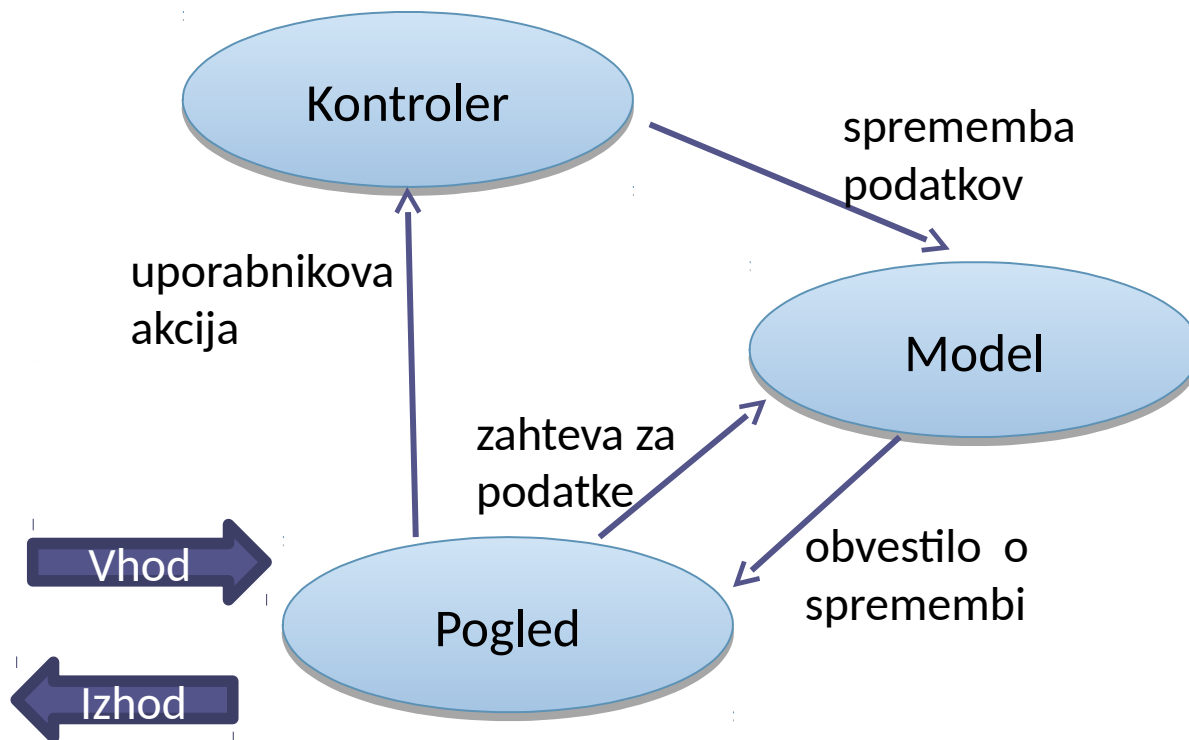 Kontroler
sprememba
podatkov
uporabnikova
akcija
Model
zahteva za
podatke
obvestilo o
spremembi
Vhod
Pogled
Izhod